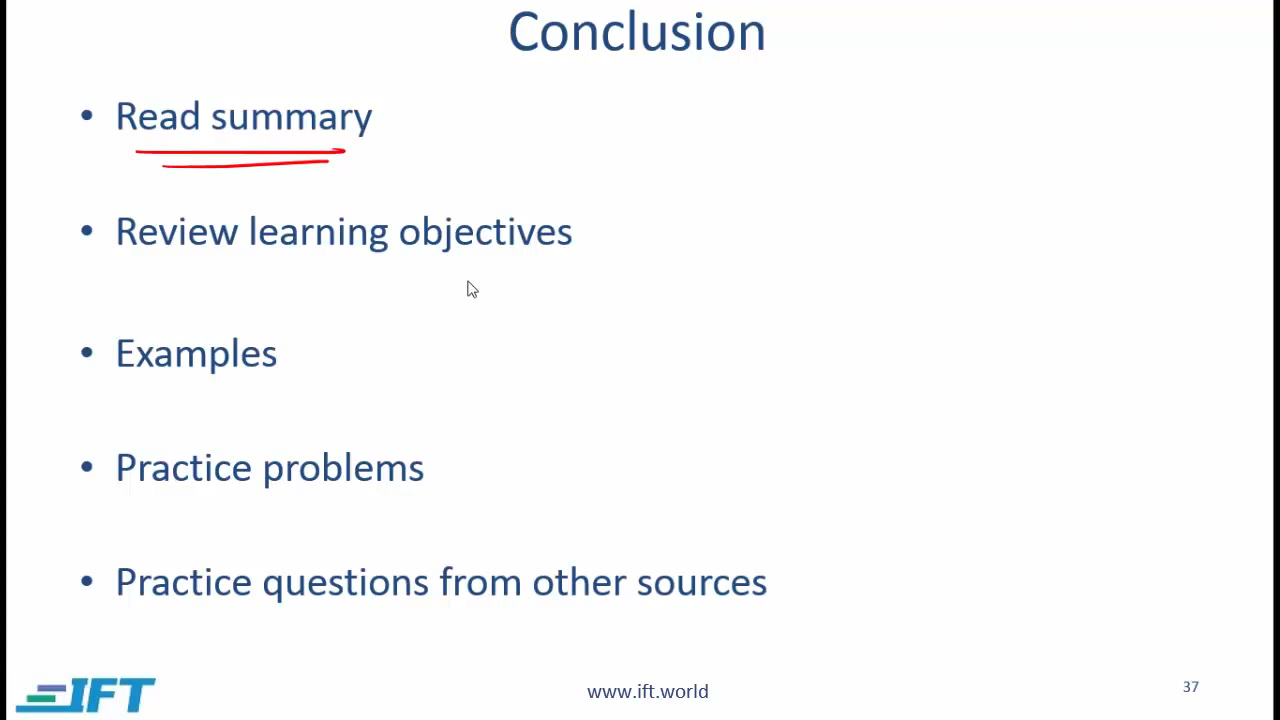 Conclusion
• Read summary
• Review learning objectives
• Examples
• Practice problems
• Practice questions from other sources
IFT
www.ift.world
37